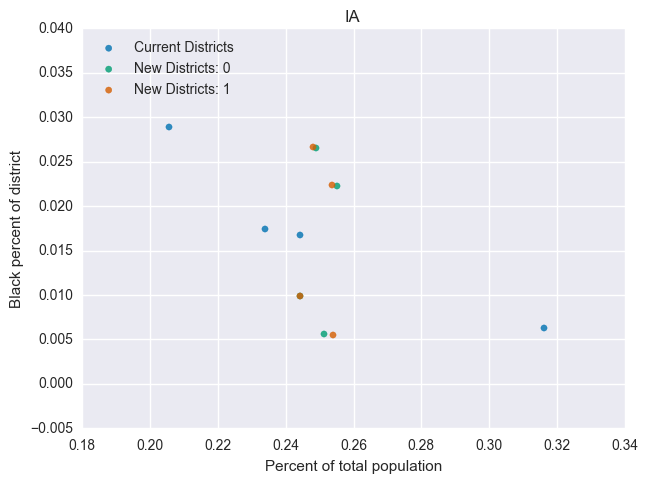 IA
Current Districts
New Districts: 0
New Districts: 1
0.040
0.035
0.030
0.025
0.020
0.015
0.010
0.005
0.000
−0.005
Black percent of district
0.18 0.20 0.22 0.24 0.26 0.28 0.30 0.32 0.34
Percent of total population